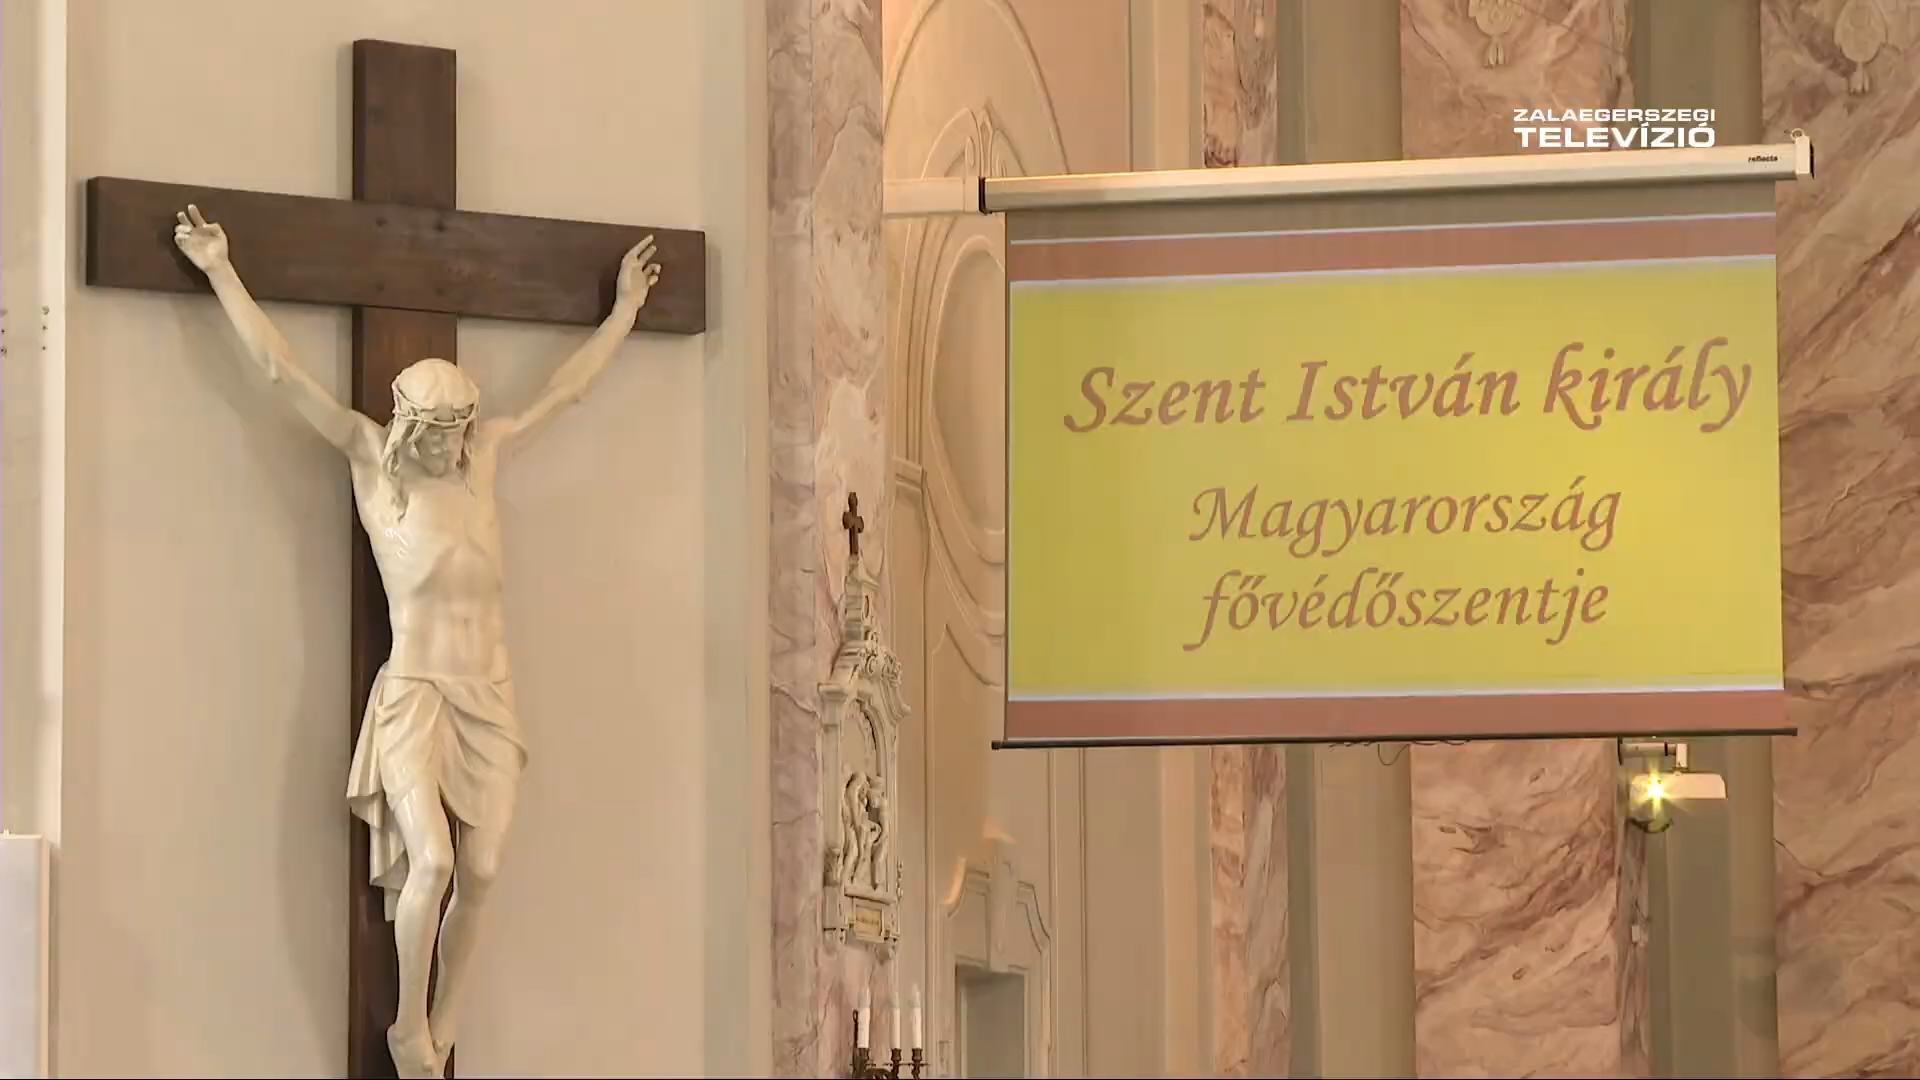 ZALAEGERSZEGI
TELEVÍZIÓ
reflecta
Szent István király
Magyarország
fővédőszentje